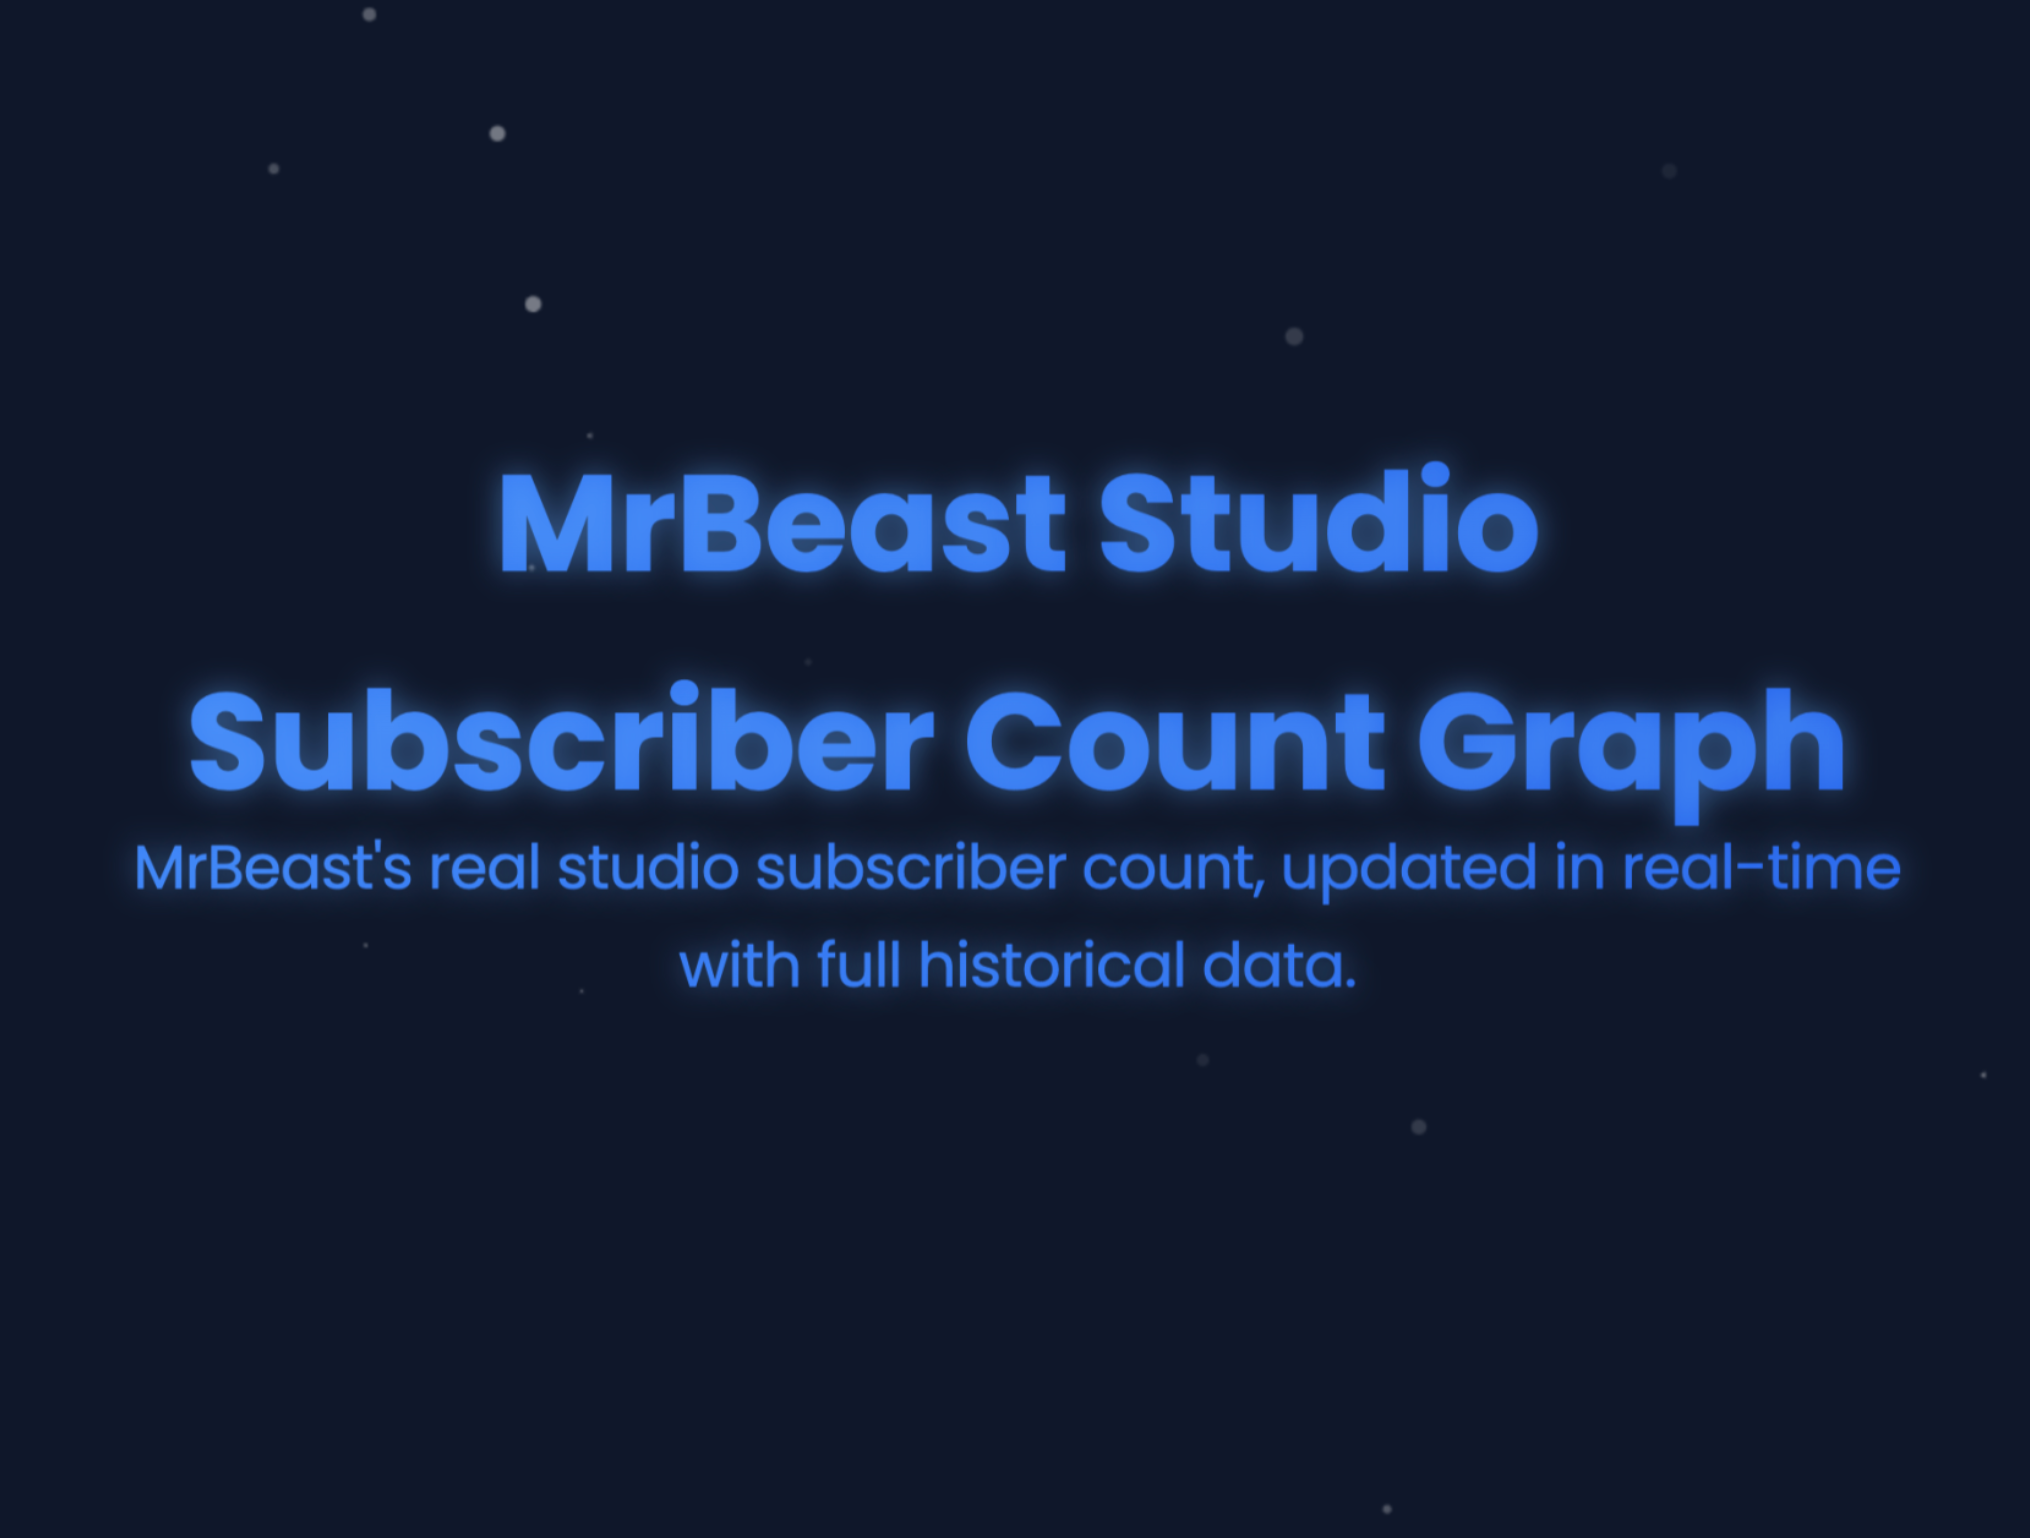 MrBeast Studio
Subscriber Count Graph
MrBeast's real studio subscriber count, updated in real-time
with full historical data.